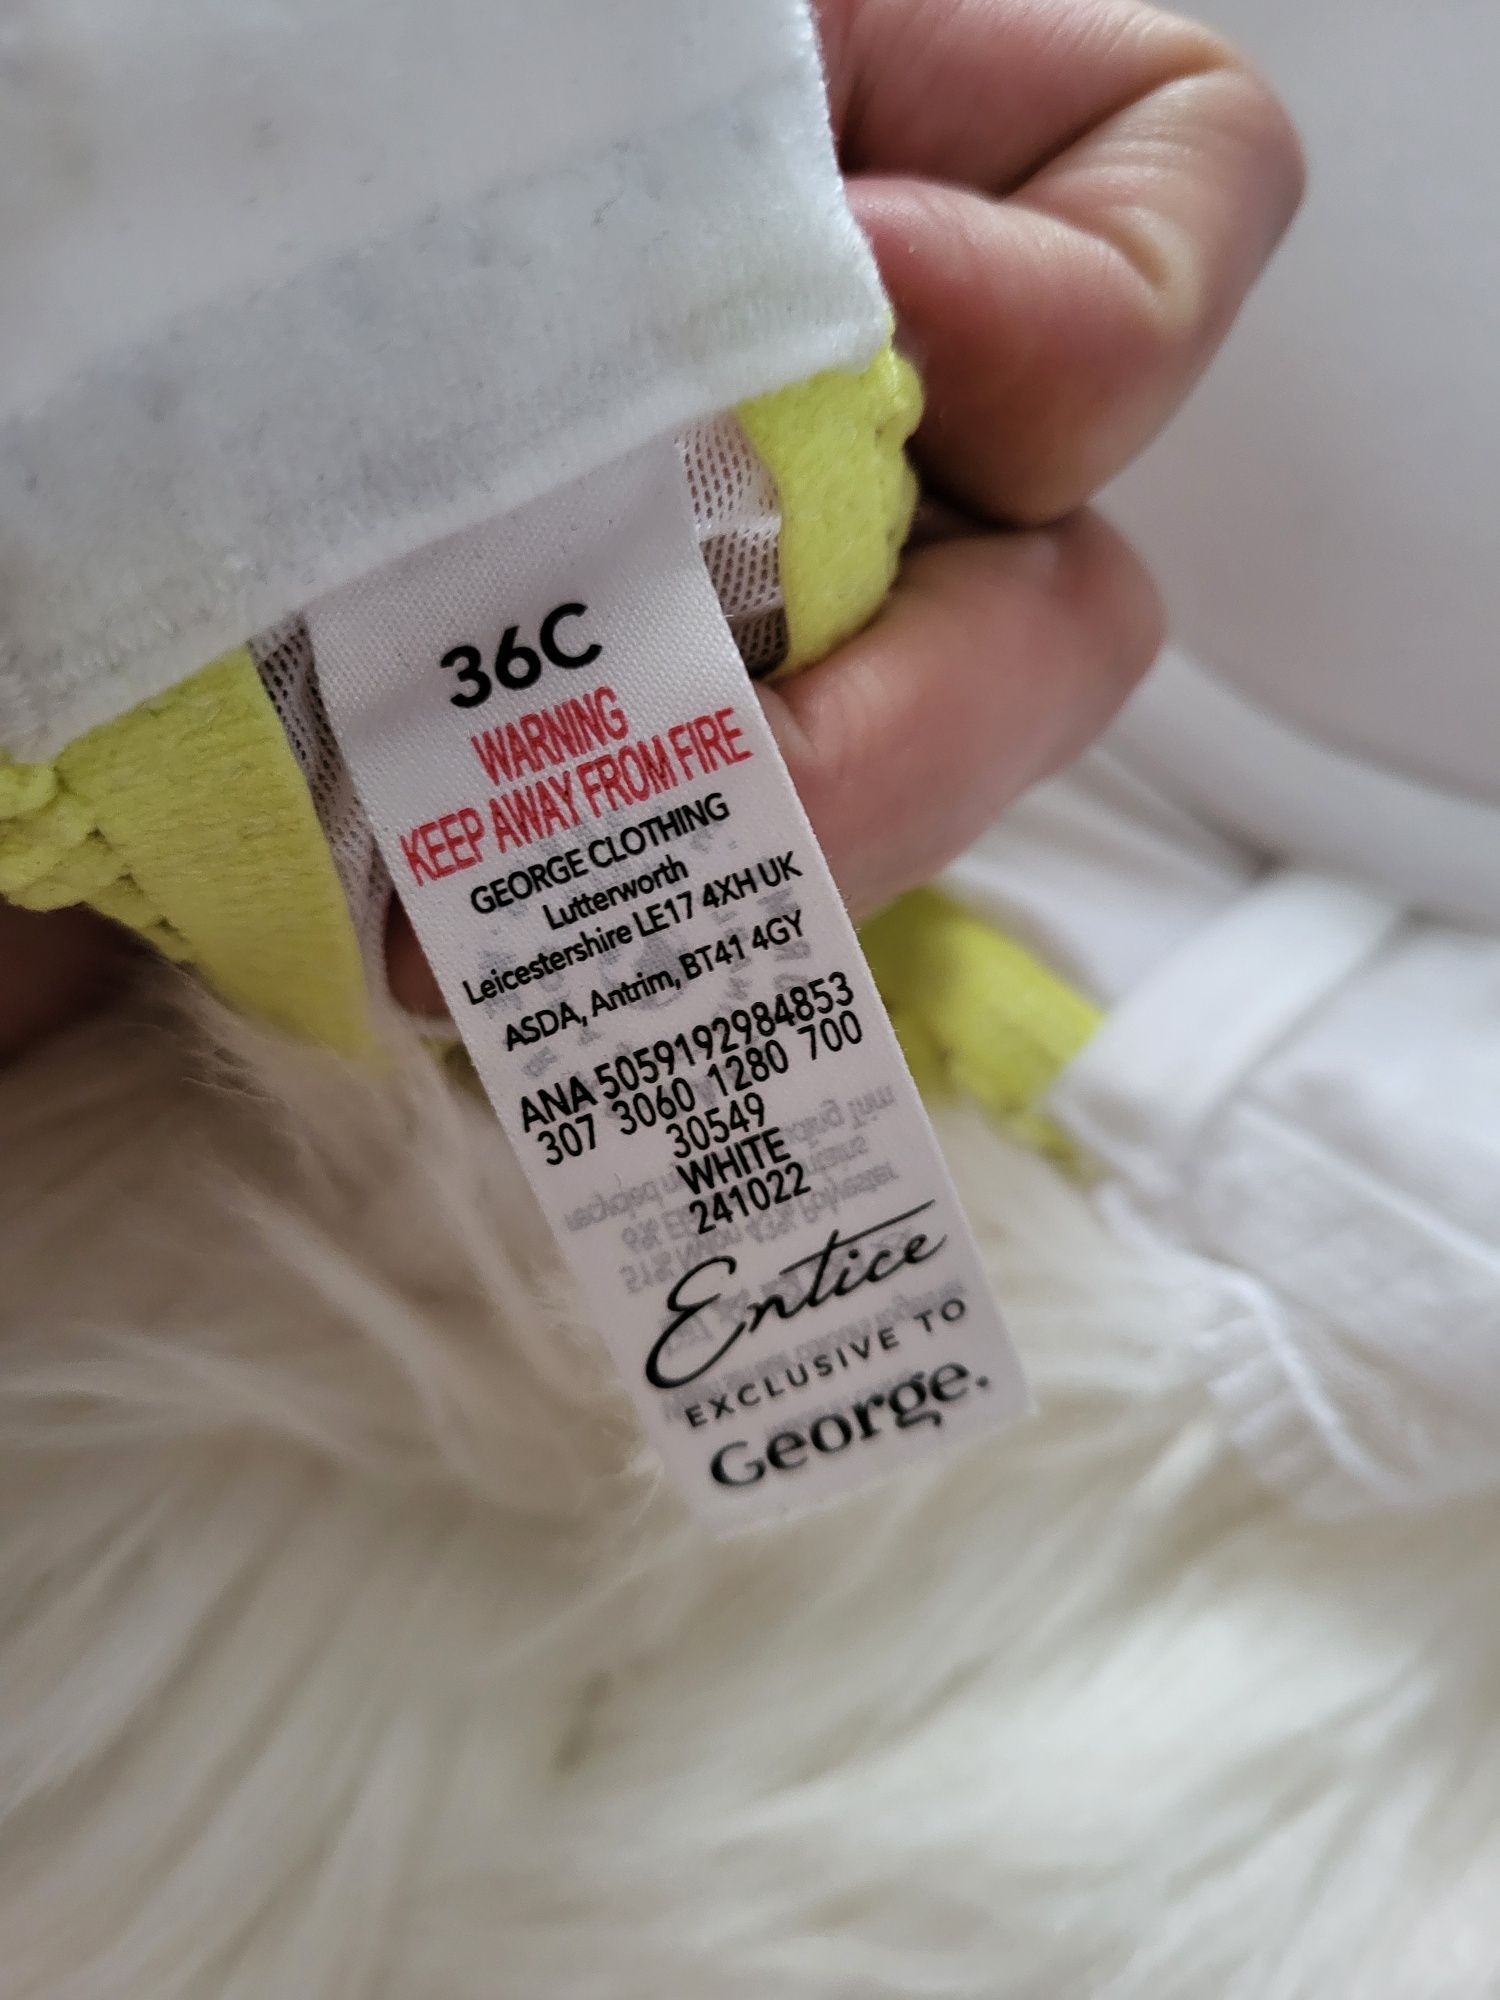 36C
WARNING
KEEP AWAY FROM FIRE
GEORGE CLOTHING
Lutterworth
Leicestershire LE17 4XH UK
ASDA, Antrim, BT41 4GY
ANA 5059192984853
307 3060 1280 700
30549
WHITE
241022
Entice
EXCLUSIVE TO
George.